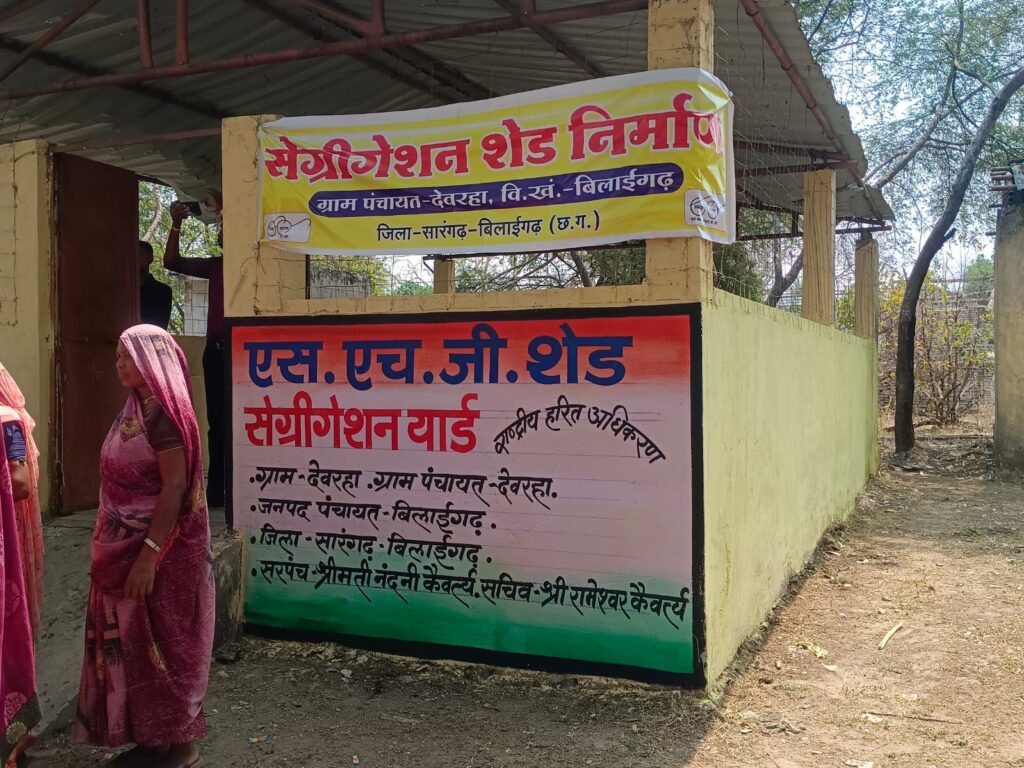 सेग्रीगेशन शेड निर्माण
ग्राम पंचायत-देवरहा, वि.खं.-बिलाईगढ़
जिला-सारंगढ़-बिलाईगढ़ (छ.ग.)
एस.एच.जी.शेड
सेग्रीगेशन यार्ड
हरित अधिकरण
.ग्राम-देवरहा .ग्राम पंचायत-देवरहा.
.जनपद पंचायत-बिलाईगढ़.
.जिला-सारंगढ़-बिलाईगढ़.
.सरपंच-श्रीमती नंदनी कैवर्त्य.सचिव-श्री रामेश्वर कैवर्त्य